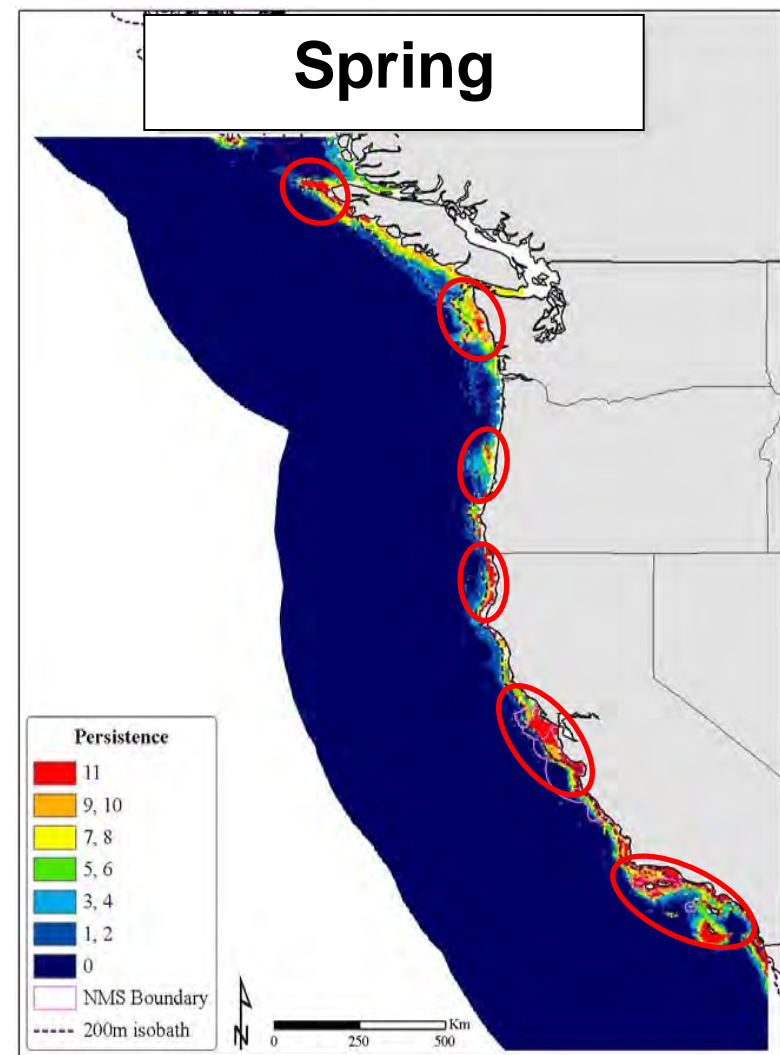 Spring
Persistence
11
9, 10
7, 8
5, 6
3, 4
1, 2
0
NMS Boundary
200m isobath
N
Km
0 250 500